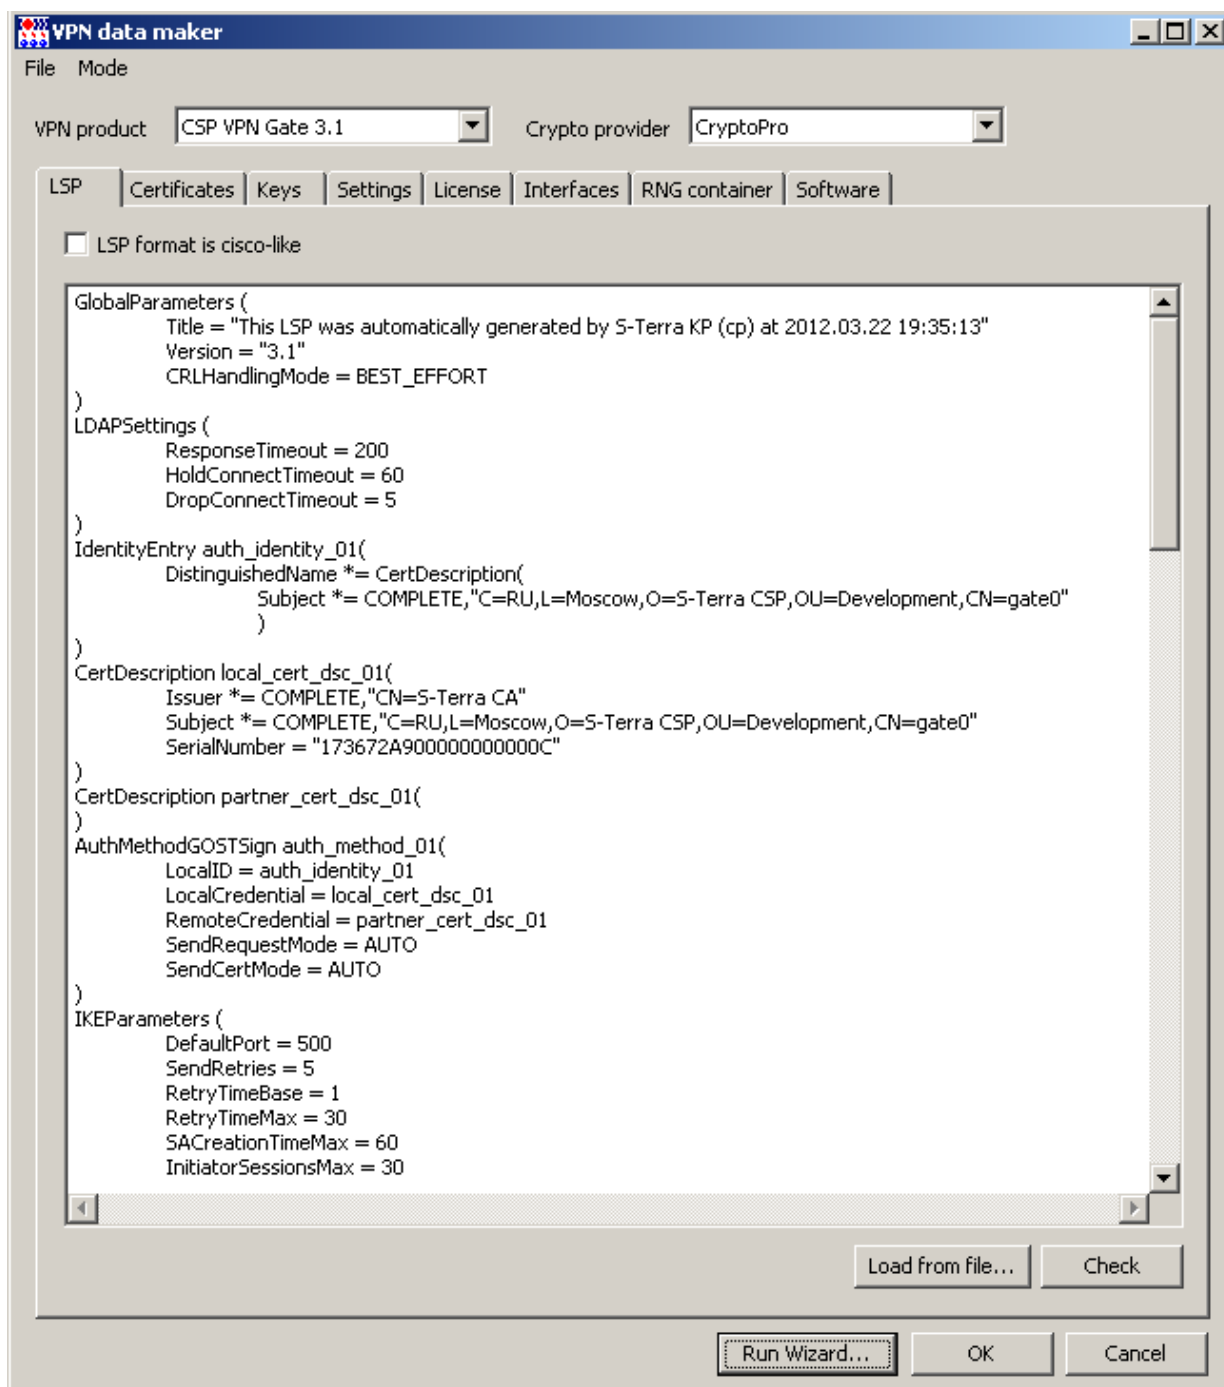 VPN data maker
File Mode
VPN product CSP VPN Gate 3.1 Crypto provider CryptoPro
LSP Certificates Keys Settings License Interfaces RNG container Software
LSP format is cisco-like
GlobalParameters (
Title = "This LSP was automatically generated by S-Terra KP (cp) at 2012.03.22 19:35:13"
Version = "3.1"
CRLHandlingMode = BEST_EFFORT
)
LDAPSettings (
ResponseTimeout = 200
HoldConnectTimeout = 60
DropConnectTimeout = 5
)
IdentityEntry auth_identity_01(
DistinguishedName *= CertDescription(
Subject *= COMPLETE,"C=RU,L=Moscow,O=S-Terra CSP,OU=Development,CN=gate0"
)
)
CertDescription local_cert_dsc_01(
Issuer *= COMPLETE,"CN=S-Terra CA"
Subject *= COMPLETE,"C=RU,L=Moscow,O=S-Terra CSP,OU=Development,CN=gate0"
SerialNumber = "173672A900000000000C"
)
CertDescription partner_cert_dsc_01(
)
AuthMethodGOSTSign auth_method_01(
LocalID = auth_identity_01
LocalCredential = local_cert_dsc_01
RemoteCredential = partner_cert_dsc_01
SendRequestMode = AUTO
SendCertMode = AUTO
)
IKEParameters (
DefaultPort = 500
SendRetries = 5
RetryTimeBase = 1
RetryTimeMax = 30
SACreationTimeMax = 60
InitiatorSessionsMax = 30
Load from file... Check
Run Wizard... OK Cancel